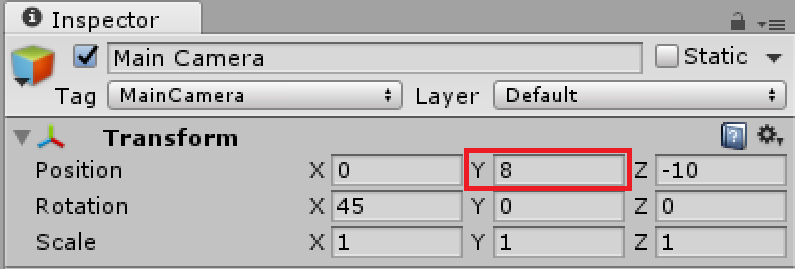 Inspector
Main Camera Static
Tag MainCamera Layer Default
Transform
Position X 0 Y 8 Z -10
Rotation X 45 Y 0 Z 0
Scale X 1 Y 1 Z 1